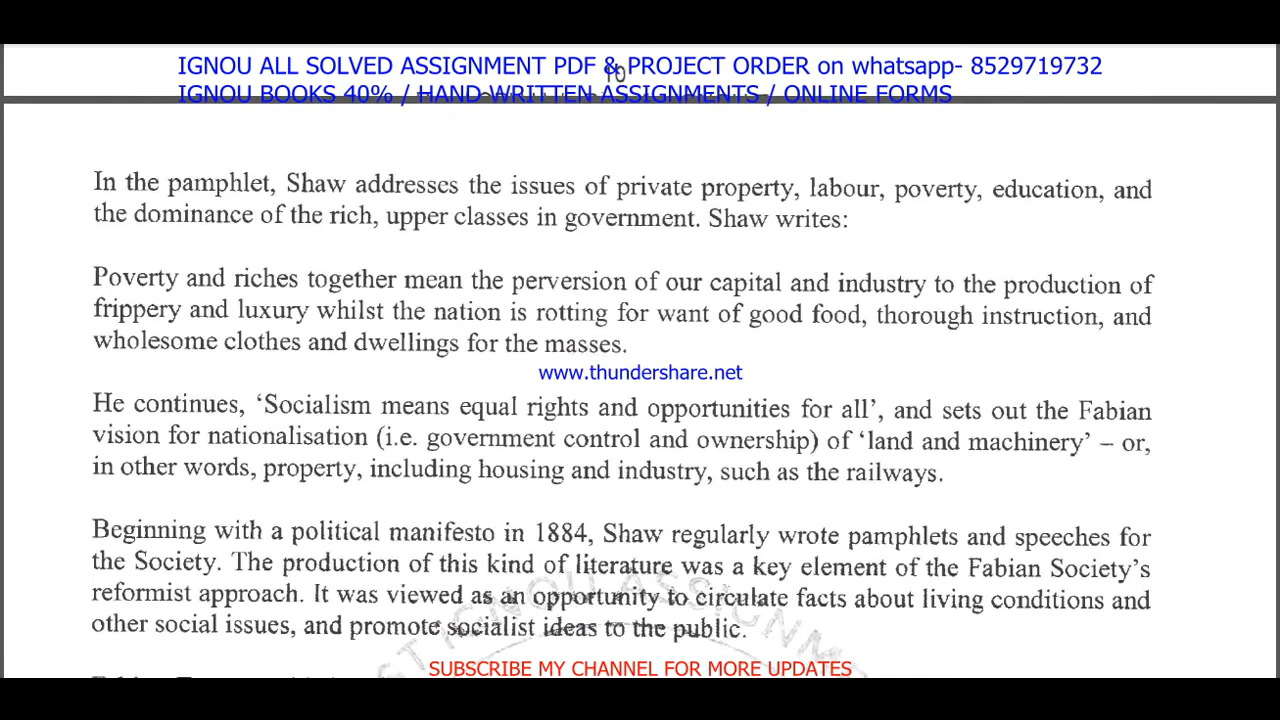 IGNOU ALL SOLVED ASSIGNMENT PDF & PROJECT ORDER on whatsapp- 8529719732
10
IGNOU BOOKS 40% / HAND WRITTEN ASSIGNMENTS / ONLINE FORMS
In the pamphlet, Shaw addresses the issues of private property, labour, poverty, education, and
the dominance of the rich, upper classes in government. Shaw writes:
Poverty and riches together mean the perversion of our capital and industry to the production of
frippery and luxury whilst the nation is rotting for want of good food, thorough instruction, and
wholesome clothes and dwellings for the masses.
www.thundershare.net
He continues, ‘Socialism means equal rights and opportunities for all’, and sets out the Fabian
vision for nationalisation (i.e. government control and ownership) of ‘land and machinery’ – or,
in other words, property, including housing and industry, such as the railways.
Beginning with a political manifesto in 1884, Shaw regularly wrote pamphlets and speeches for
the Society. The production of this kind of literature was a key element of the Fabian Society’s
reformist approach. It was viewed as an opportunity to circulate facts about living conditions and
other social issues, and promote socialist ideas to the public.
IGNOU ASSIGNM
SUBSCRIBE MY CHANNEL FOR MORE UPDATES